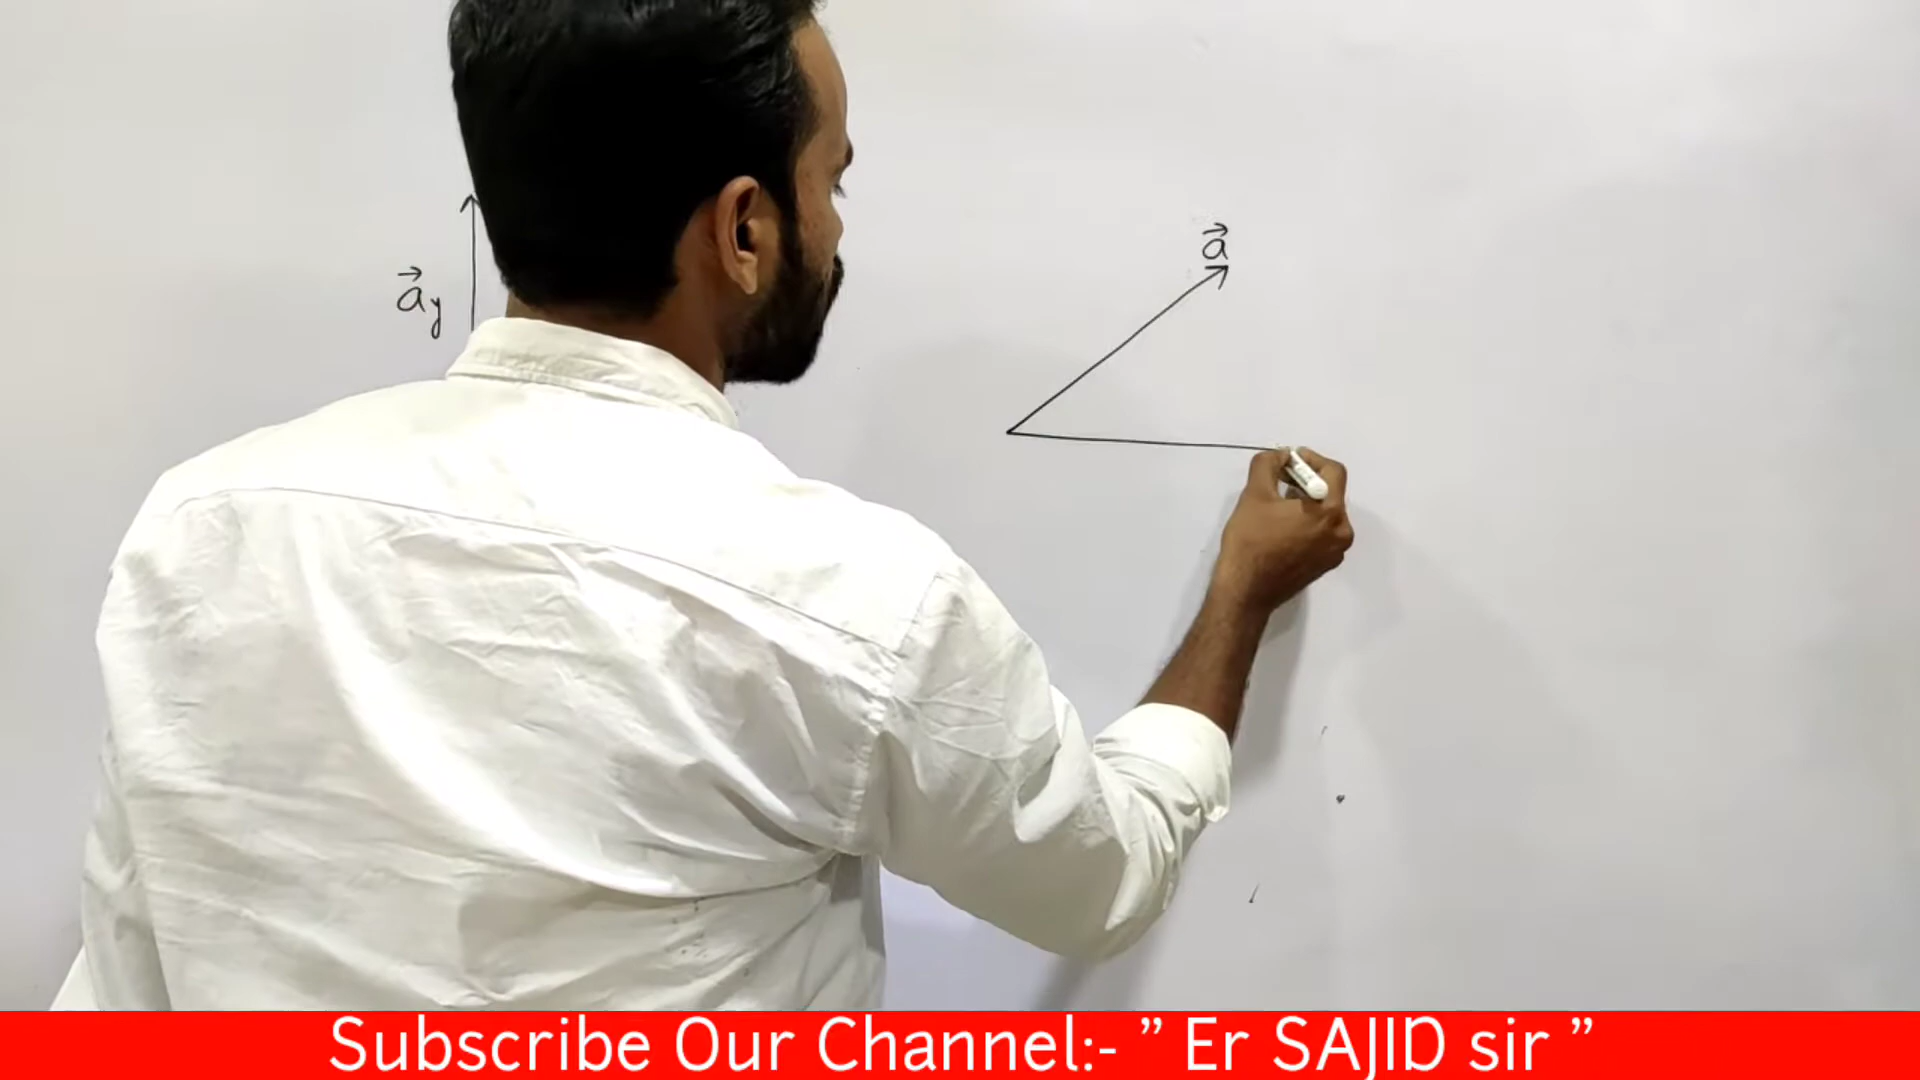 a⃗
a⃗y
Subscribe Our Channel:- ” Er SAJID sir ”